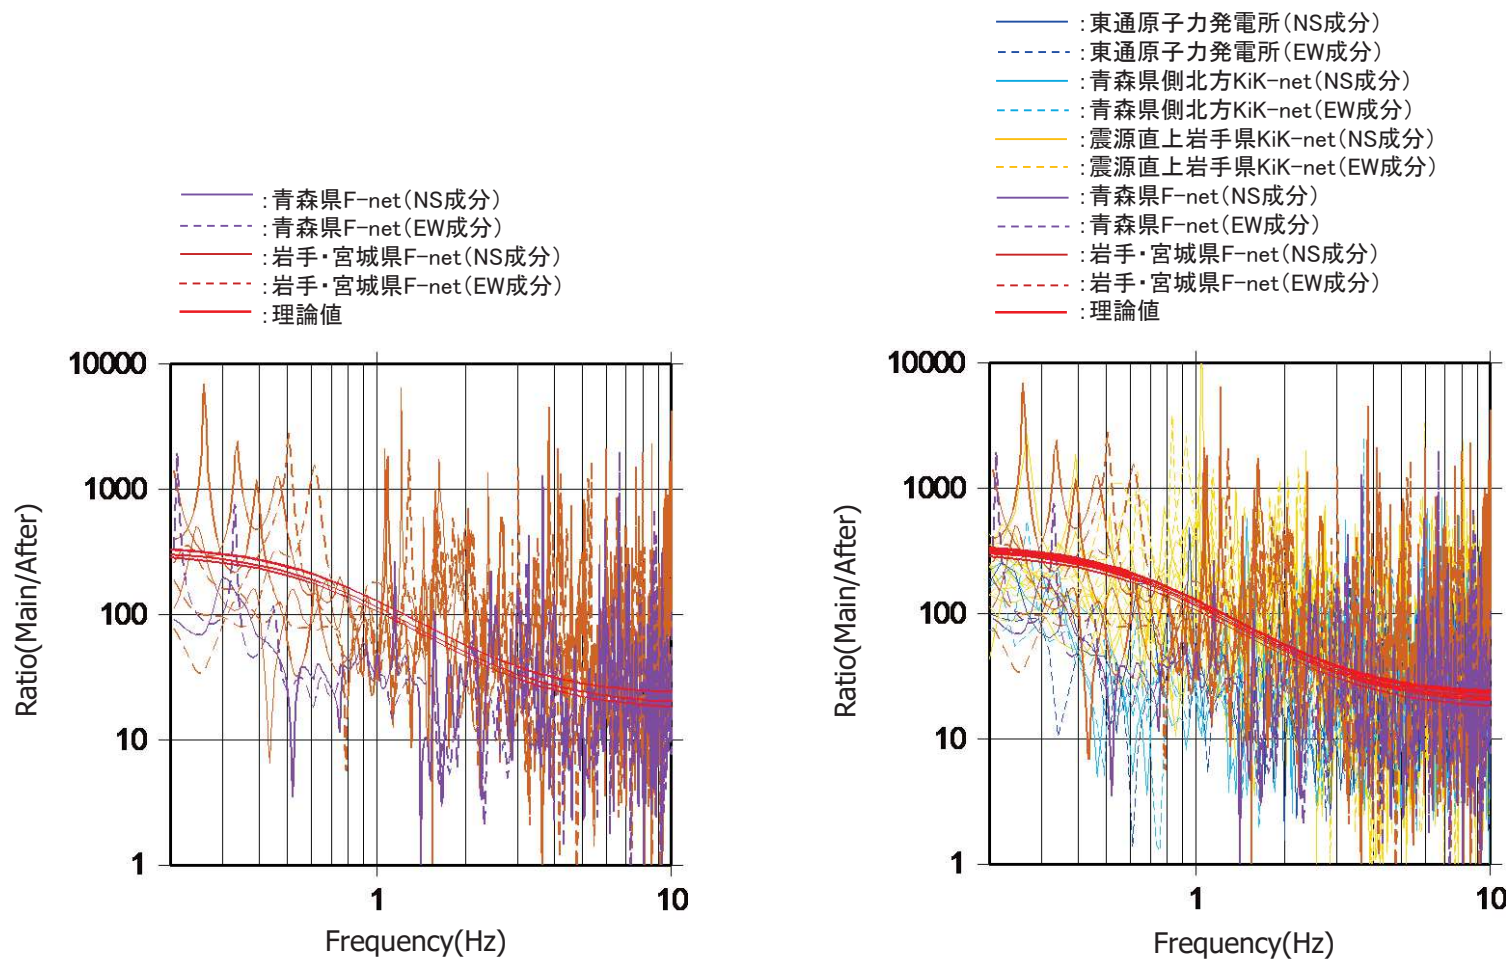 :青森県F-net(NS成分)
:青森県F-net(EW成分)
:岩手・宮城県F-net(NS成分)
:岩手・宮城県F-net(EW成分)
:理論値
10000
1000
100
10
1
Ratio(Main/After)
1
10
Frequency(Hz)
:東通原子力発電所(NS成分)
:東通原子力発電所(EW成分)
:青森県側北方KiK-net(NS成分)
:青森県側北方KiK-net(EW成分)
:震源直上岩手県KiK-net(NS成分)
:震源直上岩手県KiK-net(EW成分)
:青森県F-net(NS成分)
:青森県F-net(EW成分)
:岩手・宮城県F-net(NS成分)
:岩手・宮城県F-net(EW成分)
:理論値
10000
1000
100
10
1
Ratio(Main/After)
1
10
Frequency(Hz)